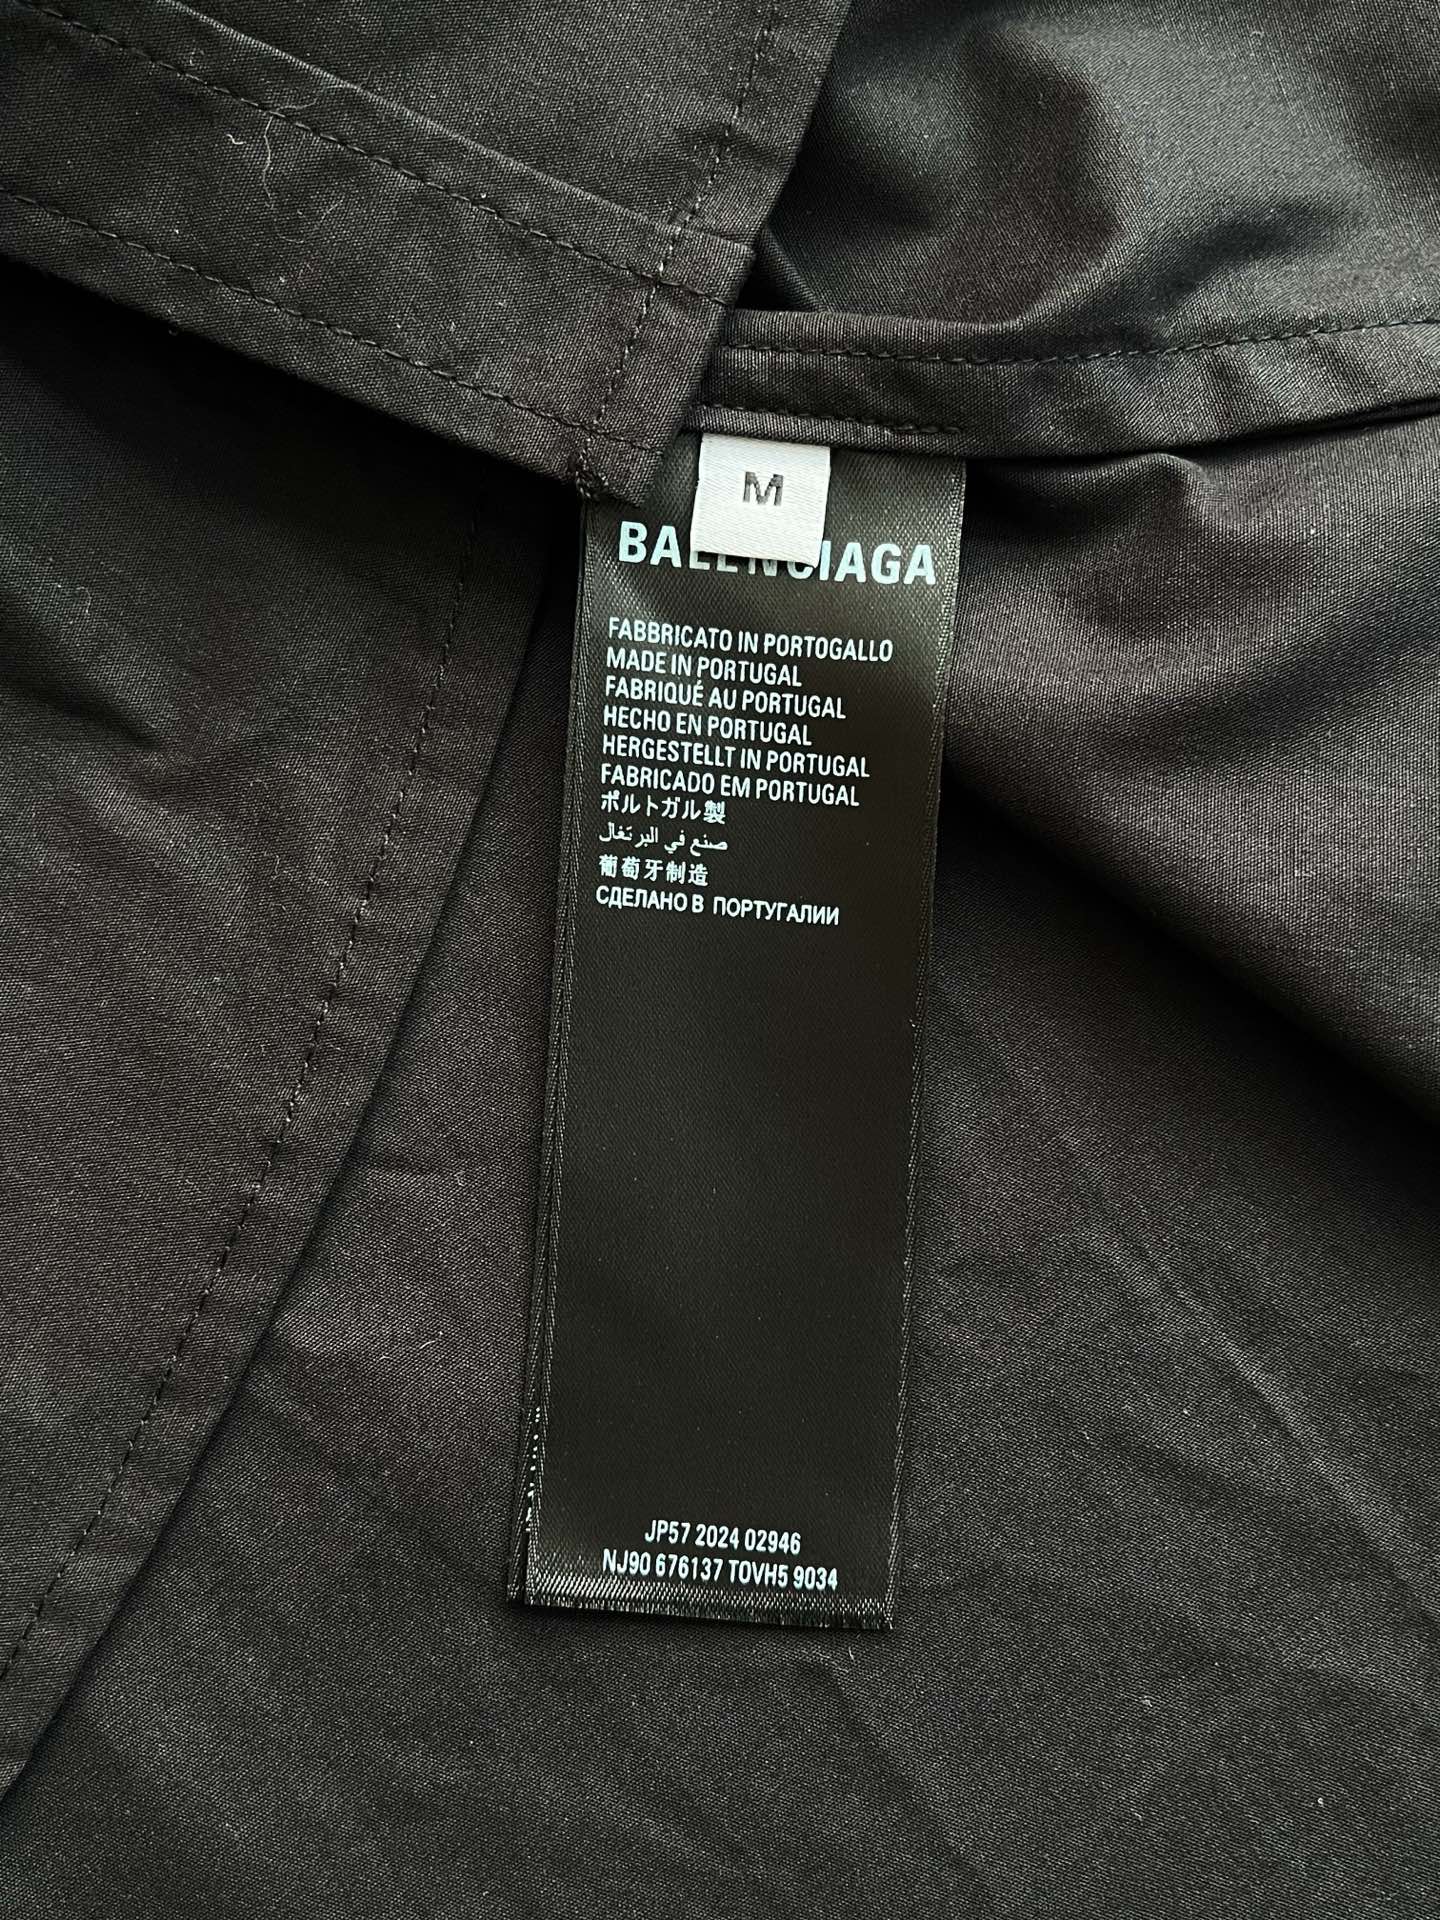 M
BALENCIAGA
FABBRICATO IN PORTOGALLO
MADE IN PORTUGAL
FABRIQUÉ AU PORTUGAL
HECHO EN PORTUGAL
HERGESTELLT IN PORTUGAL
FABRICADO EM PORTUGAL
ポルトガル製
صنع في البرتغال
葡萄牙制造
СДЕЛАНО В ПОРТУГАЛИИ
JP57 2024 02946
NJ90 676137 TOVH5 9034